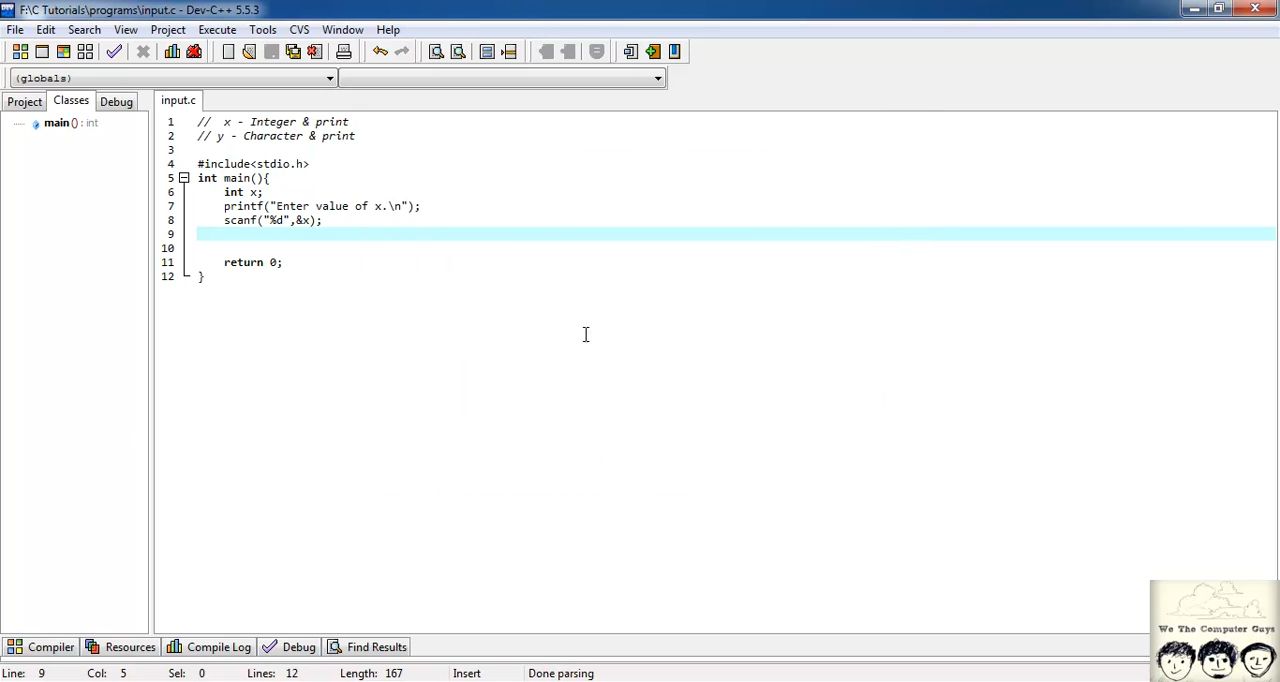 F:\C Tutorials\programs\input.c - Dev-C++ 5.5.3
File Edit Search View Project Execute Tools CVS Window Help
(globals)
Project Classes Debug
input.c
main () : int
1 // x - Integer & print
2 // y - Character & print
3
4 #include<stdio.h>
5 int main(){
6 int x;
7 printf("Enter value of x.\n");
8 scanf("%d",&x);
9
10
11 return 0;
12 }
We The Computer Guys
Compiler Resources Compile Log Debug Find Results
Line: 9 Col: 5 Sel: 0 Lines: 12 Length: 167 Insert Done parsing